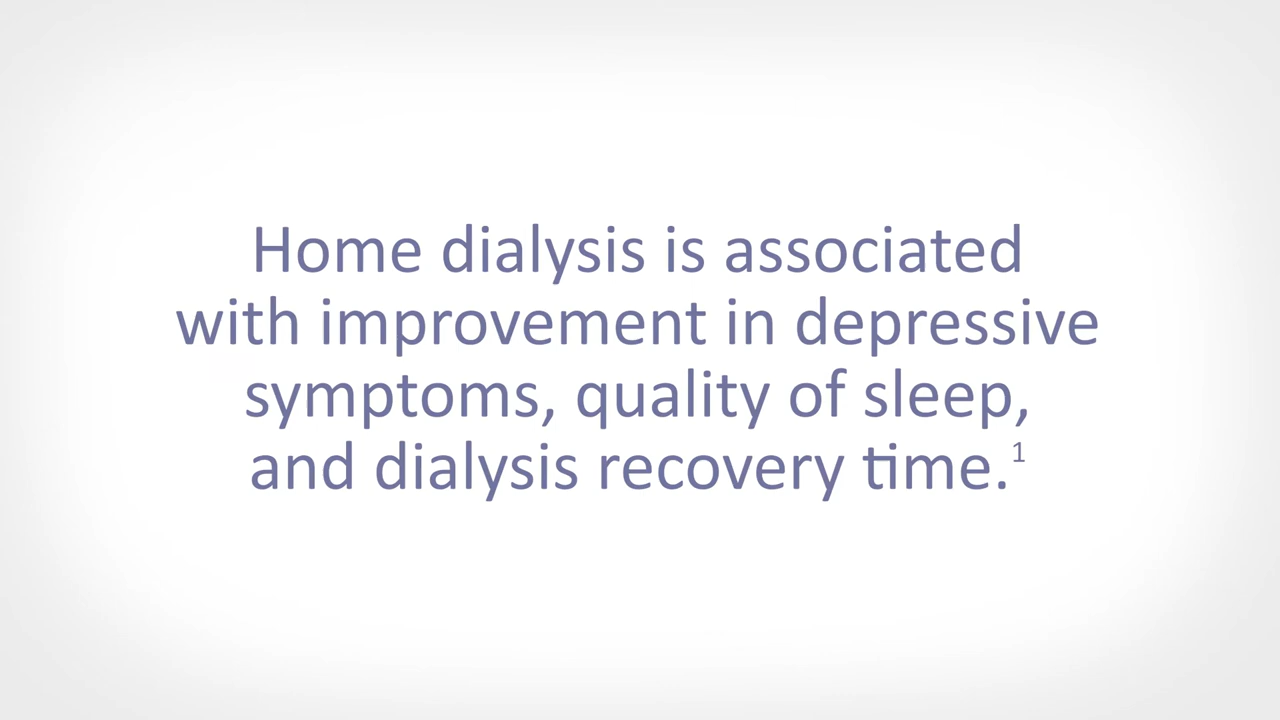 Home dialysis is associated
with improvement in depressive
symptoms, quality of sleep,
and dialysis recovery time.¹